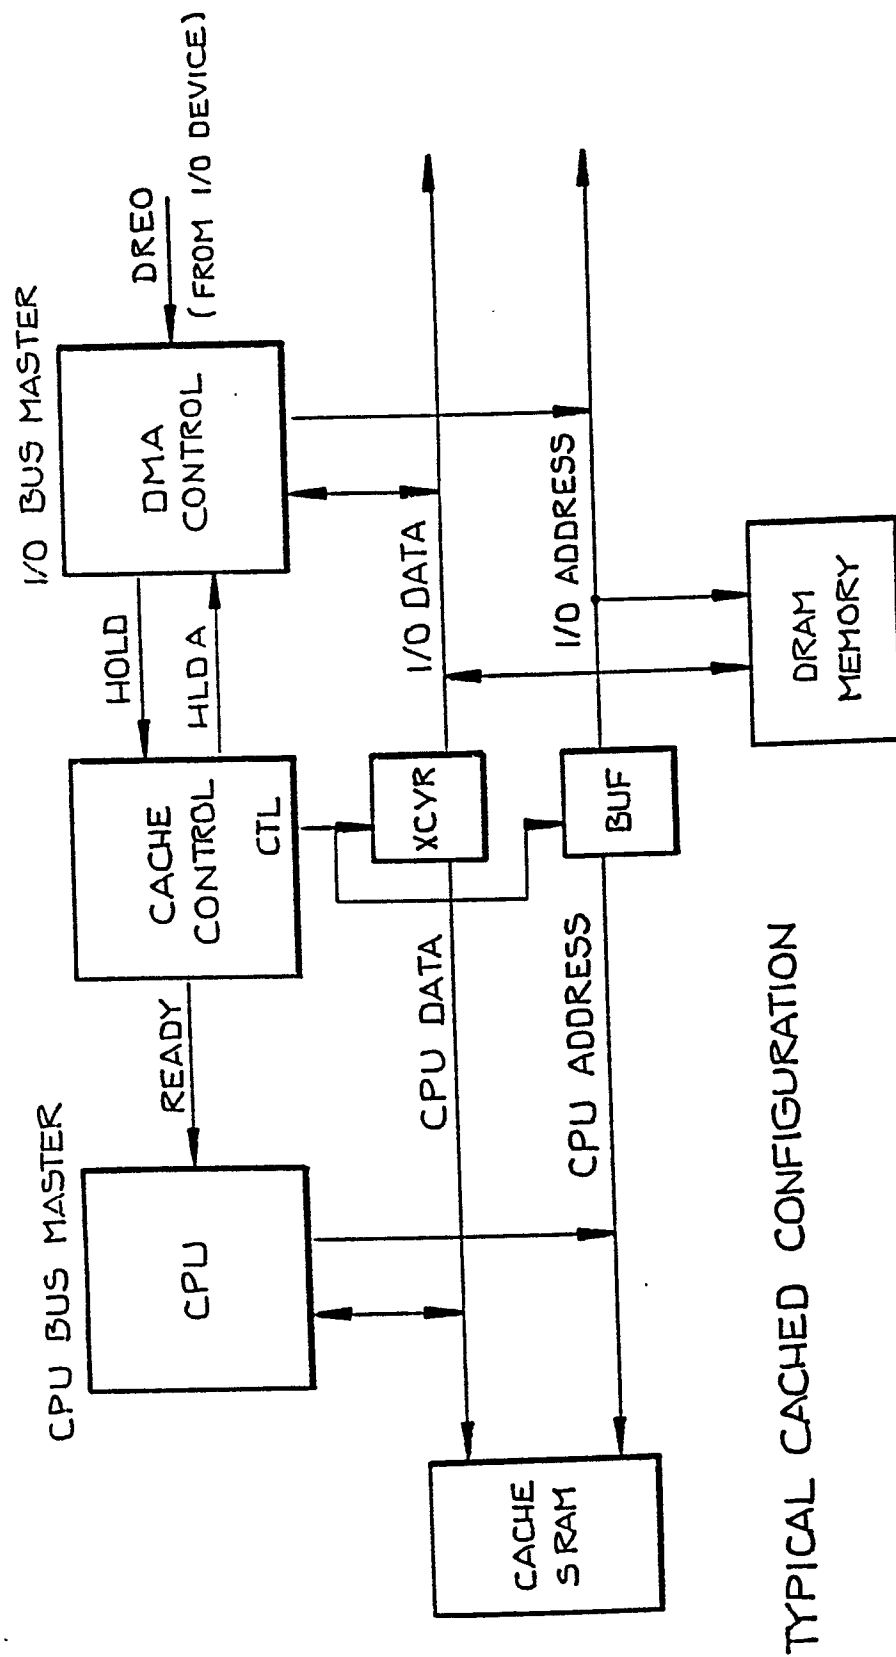 CPU BUS MASTER
I/O BUS MASTER
CPU
READY
CACHE
CONTROL
CTL
HOLD
HLDA
DMA
CONTROL
DREO
(FROM I/O DEVICE)
CPU DATA
XCVR
I/O DATA
CPU ADDRESS
BUF
I/O ADDRESS
CACHE
SRAM
DRAM
MEMORY
TYPICAL CACHED CONFIGURATION